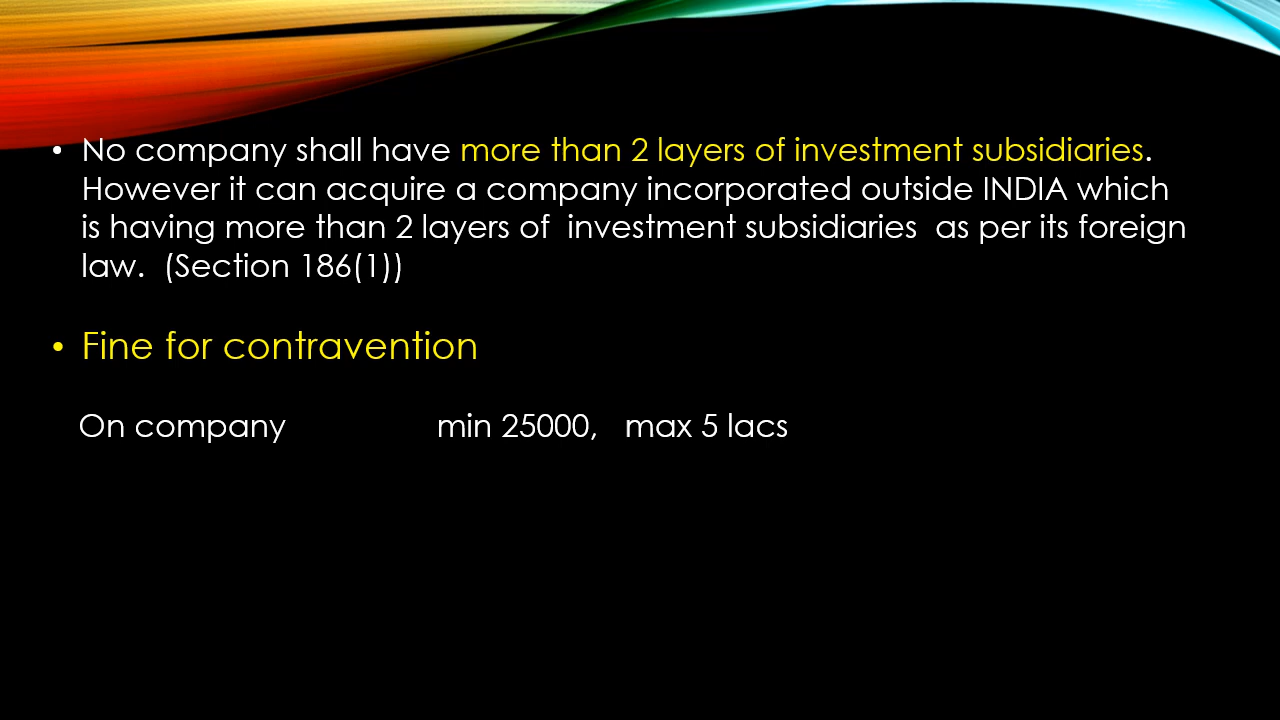 • No company shall have more than 2 layers of investment subsidiaries.
However it can acquire a company incorporated outside INDIA which
is having more than 2 layers of  investment subsidiaries  as per its foreign
law.  (Section 186(1))
• Fine for contravention
On company                 min 25000,   max 5 lacs